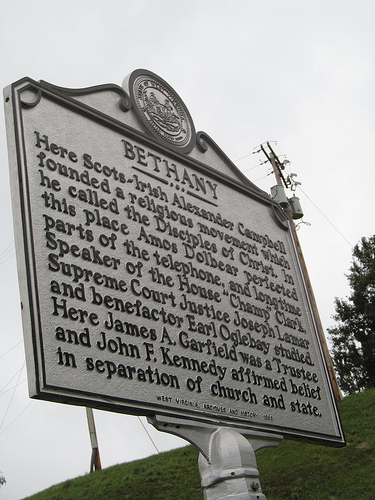 BETHANY
Here Scots-Irish Alexander Campbell
founded a religious movement which
he called the Disciples of Christ. In
this place Amos Dolbear perfected
parts of the telephone, and longtime
Speaker of the House "Champ" Clark,
Supreme Court Justice Joseph Lamar
and benefactor Earl Oglebay studied.
Here James A. Garfield was a Trustee
and John F. Kennedy affirmed belief
in separation of church and state.
WEST VIRGINIA ARCHIVES AND HISTORY